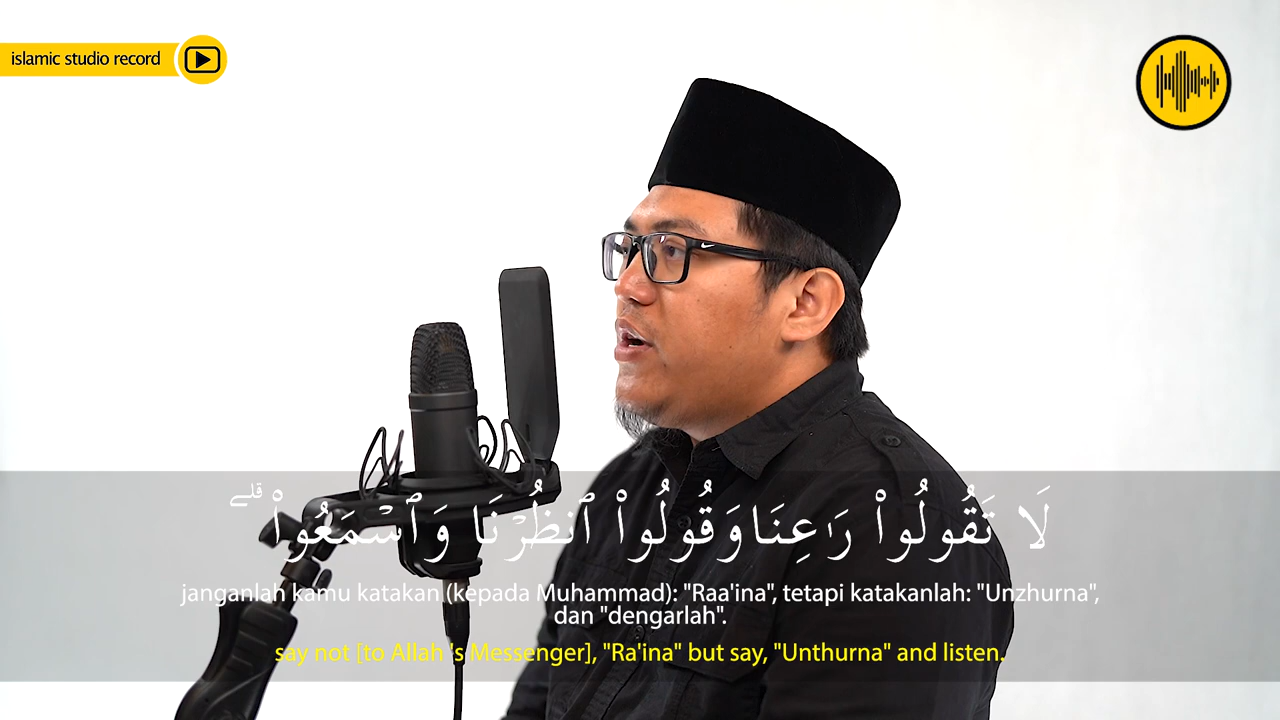 islamic studio record
لَا تَقُولُوا۟ رَٰعِنَا وَقُولُوا۟ ٱنظُرْنَا وَٱسْمَعُوا۟ ۗ
janganlah kamu katakan (kepada Muhammad): "Raa'ina", tetapi katakanlah: "Unzhurna",
dan "dengarlah".
say not [to Allah 's Messenger], "Ra'ina" but say, "Unthurna" and listen.